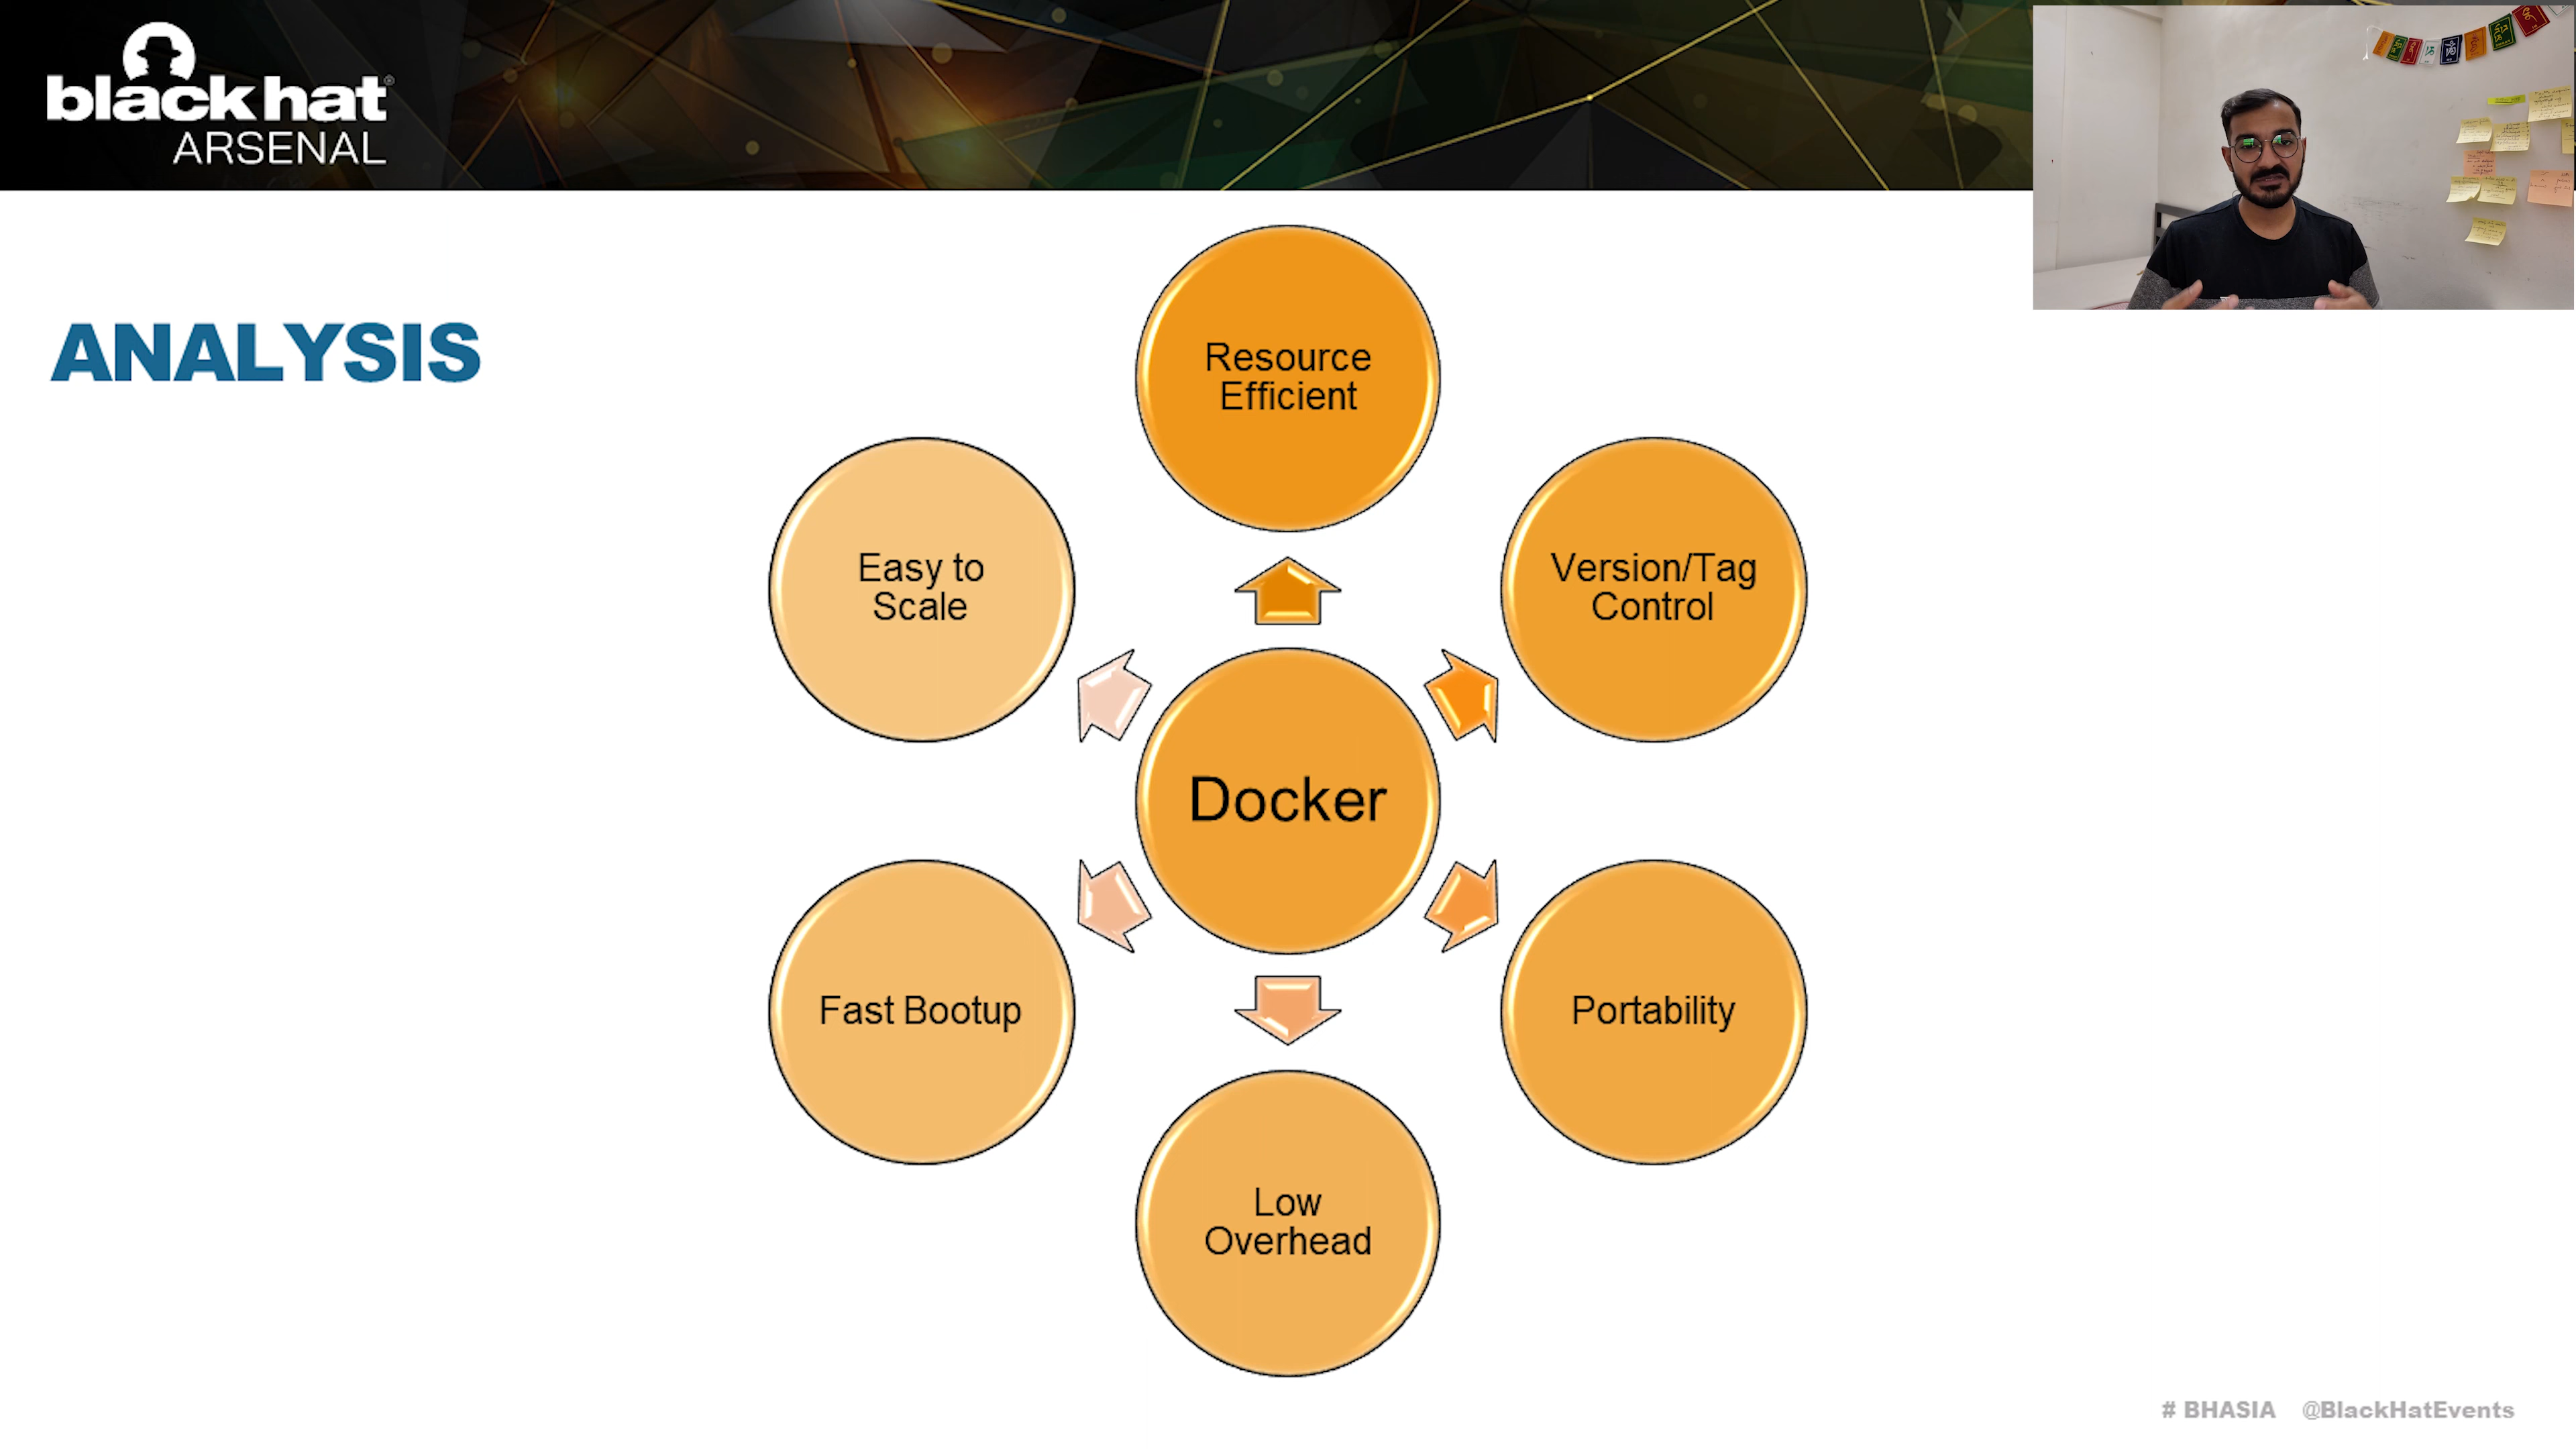 black hat®
ARSENAL
ANALYSIS
Resource
Efficient
Easy to
Scale
Version/Tag
Control
Docker
Fast Bootup
Portability
Low
Overhead
# BHASIA @BlackHatEvents